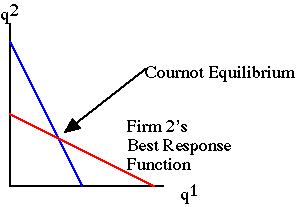 q2
Cournot Equilibrium
Firm 2's
Best Response
Function
q1